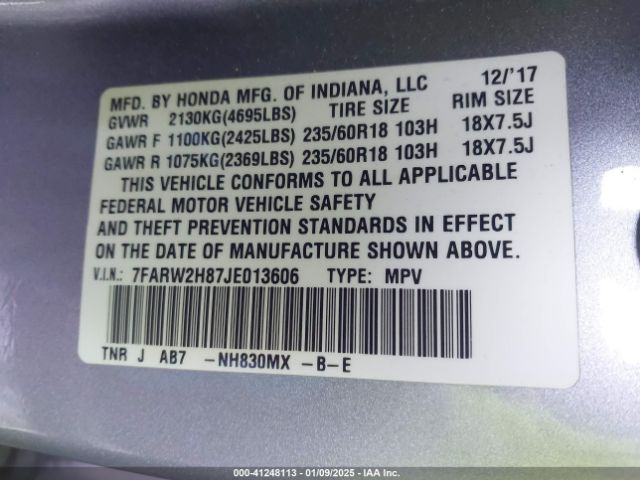 MFD. BY HONDA MFG. OF INDIANA, LLC 12/'17
GVWR 2130KG(4695LBS) TIRE SIZE RIM SIZE
GAWR F 1100KG(2425LBS) 235/60R18 103H 18X7.5J
GAWR R 1075KG(2369LBS) 235/60R18 103H 18X7.5J
THIS VEHICLE CONFORMS TO ALL APPLICABLE
FEDERAL MOTOR VEHICLE SAFETY
AND THEFT PREVENTION STANDARDS IN EFFECT
ON THE DATE OF MANUFACTURE SHOWN ABOVE.
V.I.N.: 7FARW2H87JE013606 TYPE: MPV
TNR J AB7 -NH830MX -B-E
000-41248113 — 01/09/2025 — IAA Inc.